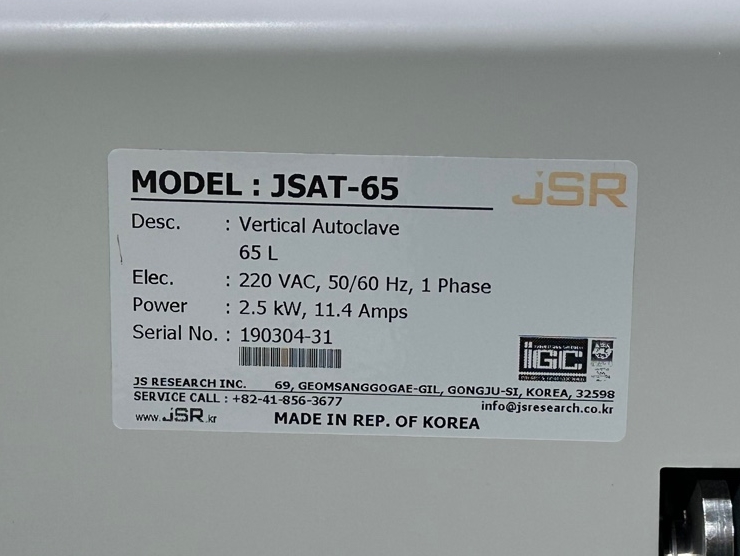 MODEL : JSAT-65
JSR
Desc. : Vertical Autoclave
65 L
Elec. : 220 VAC, 50/60 Hz, 1 Phase
Power : 2.5 kW, 11.4 Amps
Serial No. : 190304-31
IGC
JS RESEARCH INC. 69, GEOMSANGGOGAE-GIL, GONGJU-SI, KOREA, 32598
SERVICE CALL : +82-41-856-3677 info@jsresearch.co.kr
www.JSR.kr MADE IN REP. OF KOREA